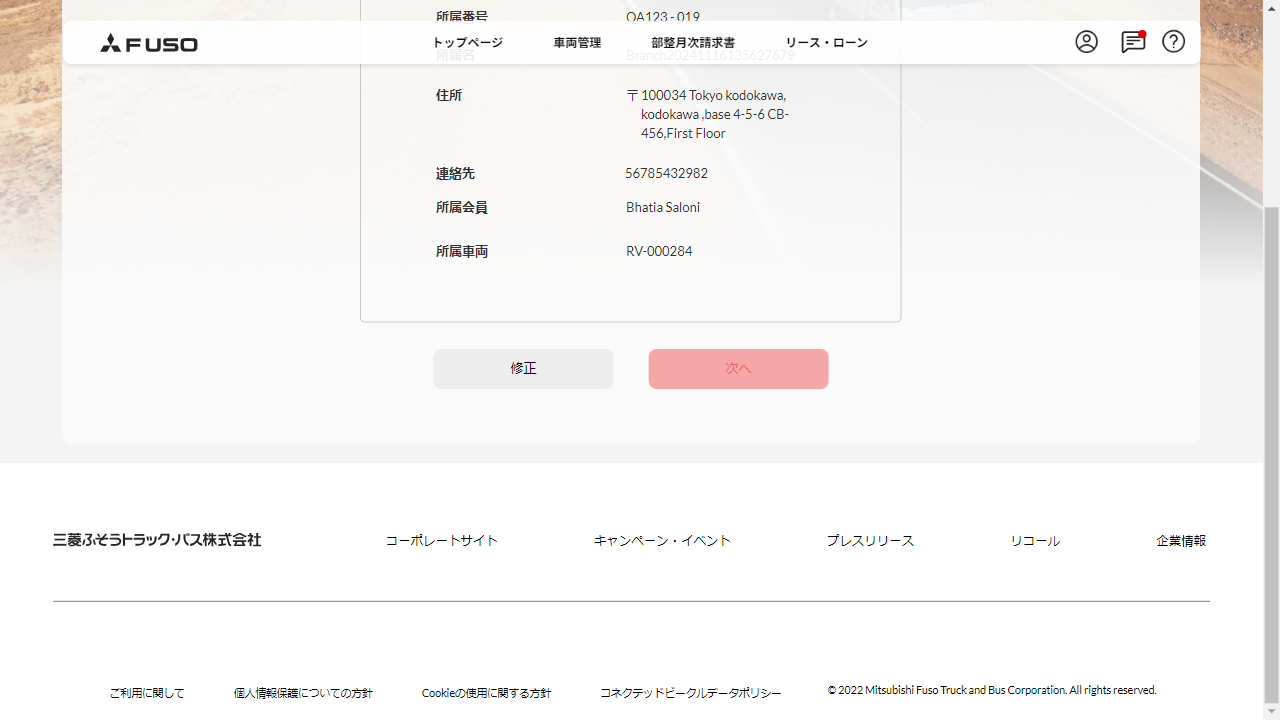 所属番号 OA123 - 019
FUSO トップページ 車両管理 部整月次請求書 リース・ローン
所属名 Branch20241116135627679
住所 〒100034 Tokyo kodokawa,
kodokawa ,base 4-5-6 CB-
456,First Floor
連絡先 56785432982
所属会員 Bhatia Saloni
所属車両 RV-000284
修正 次へ
三菱ふそうトラック・バス株式会社 コーポレートサイト キャンペーン・イベント プレスリリース リコール 企業情報
ご利用に関して 個人情報保護についての方針 Cookieの使用に関する方針 コネクテッドビークルデータポリシー © 2022 Mitsubishi Fuso Truck and Bus Corporation. All rights reserved.